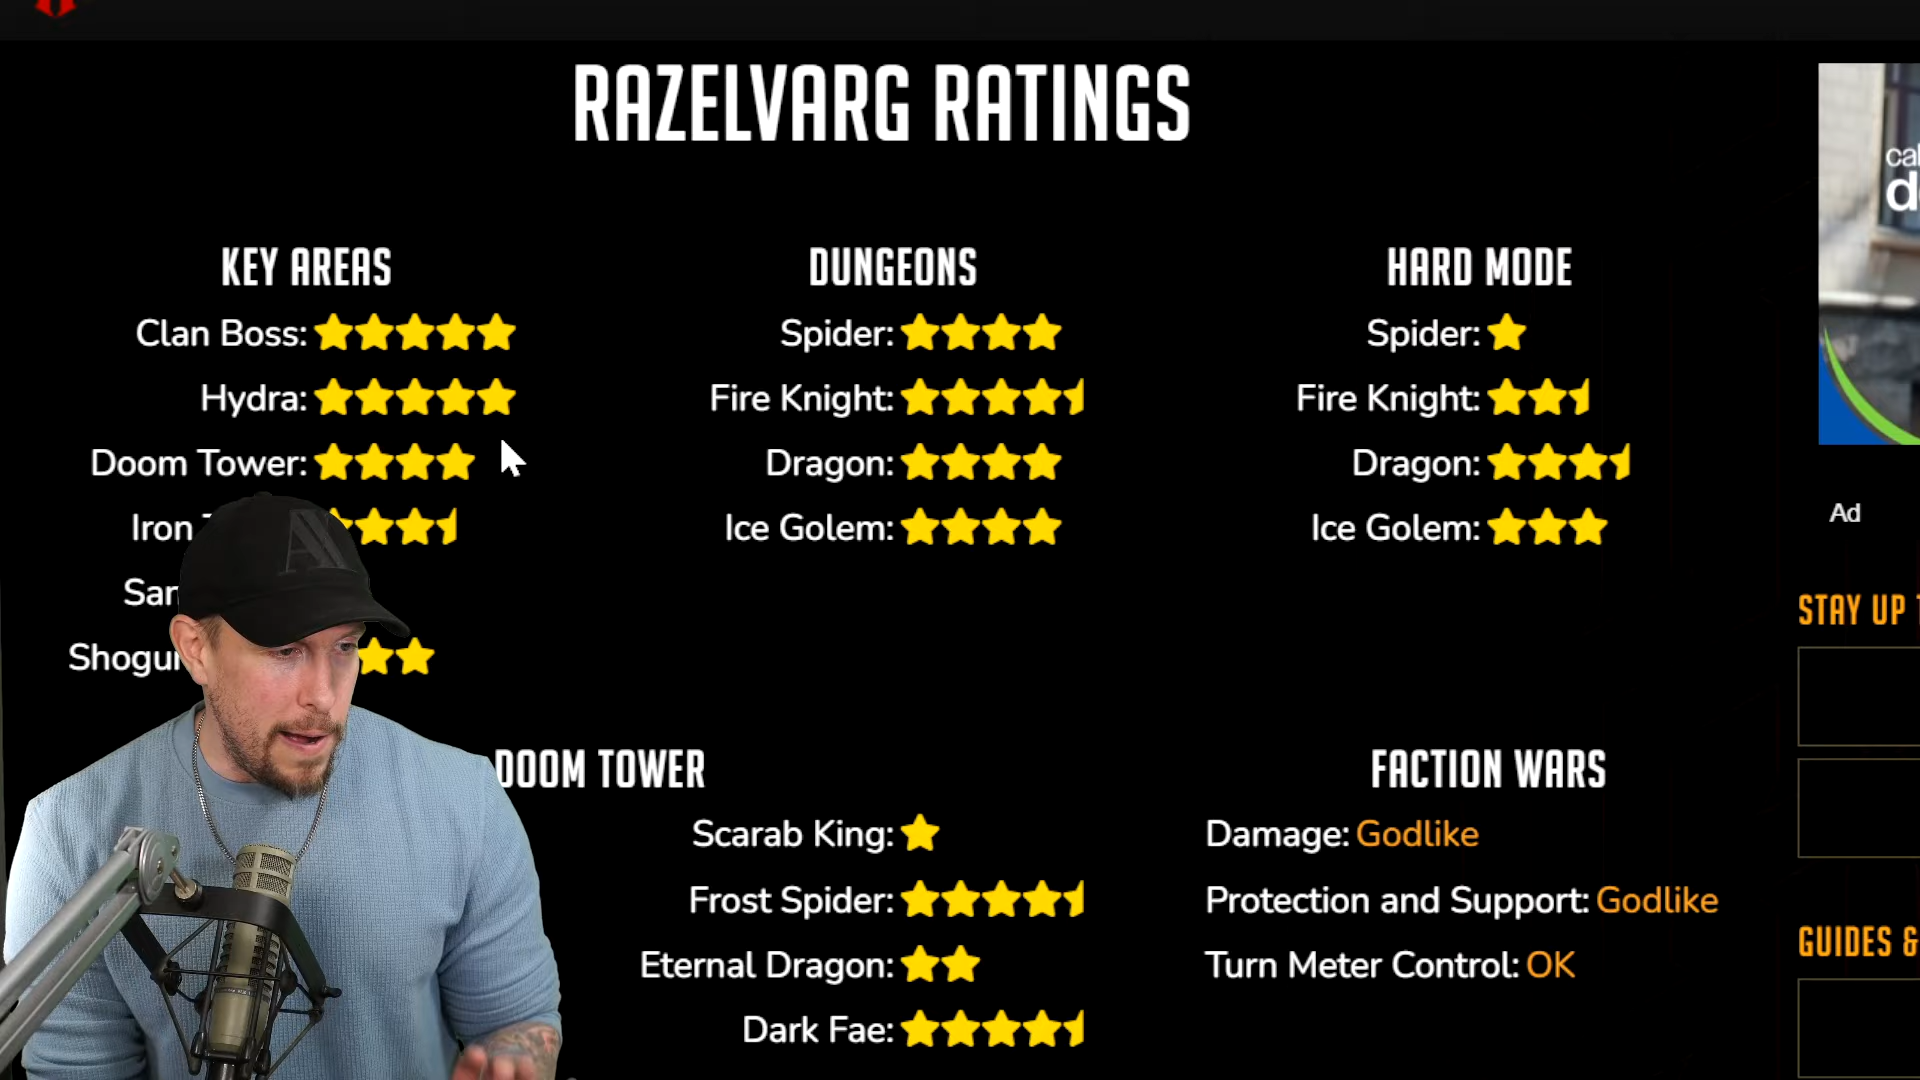 RAZELVARG RATINGS
KEY AREAS
Clan Boss:
Hydra:
Doom Tower:
Iron
DUNGEONS
Spider:
Fire Knight:
Dragon:
Ice Golem:
HARD MODE
Spider:
Fire Knight:
Dragon:
Ice Golem:
DOOM TOWER
Scarab King:
Frost Spider:
Eternal Dragon:
Dark Fae:
FACTION WARS
Damage: Godlike
Protection and Support: Godlike
Turn Meter Control: OK
Ad
STAY UP
GUIDES &